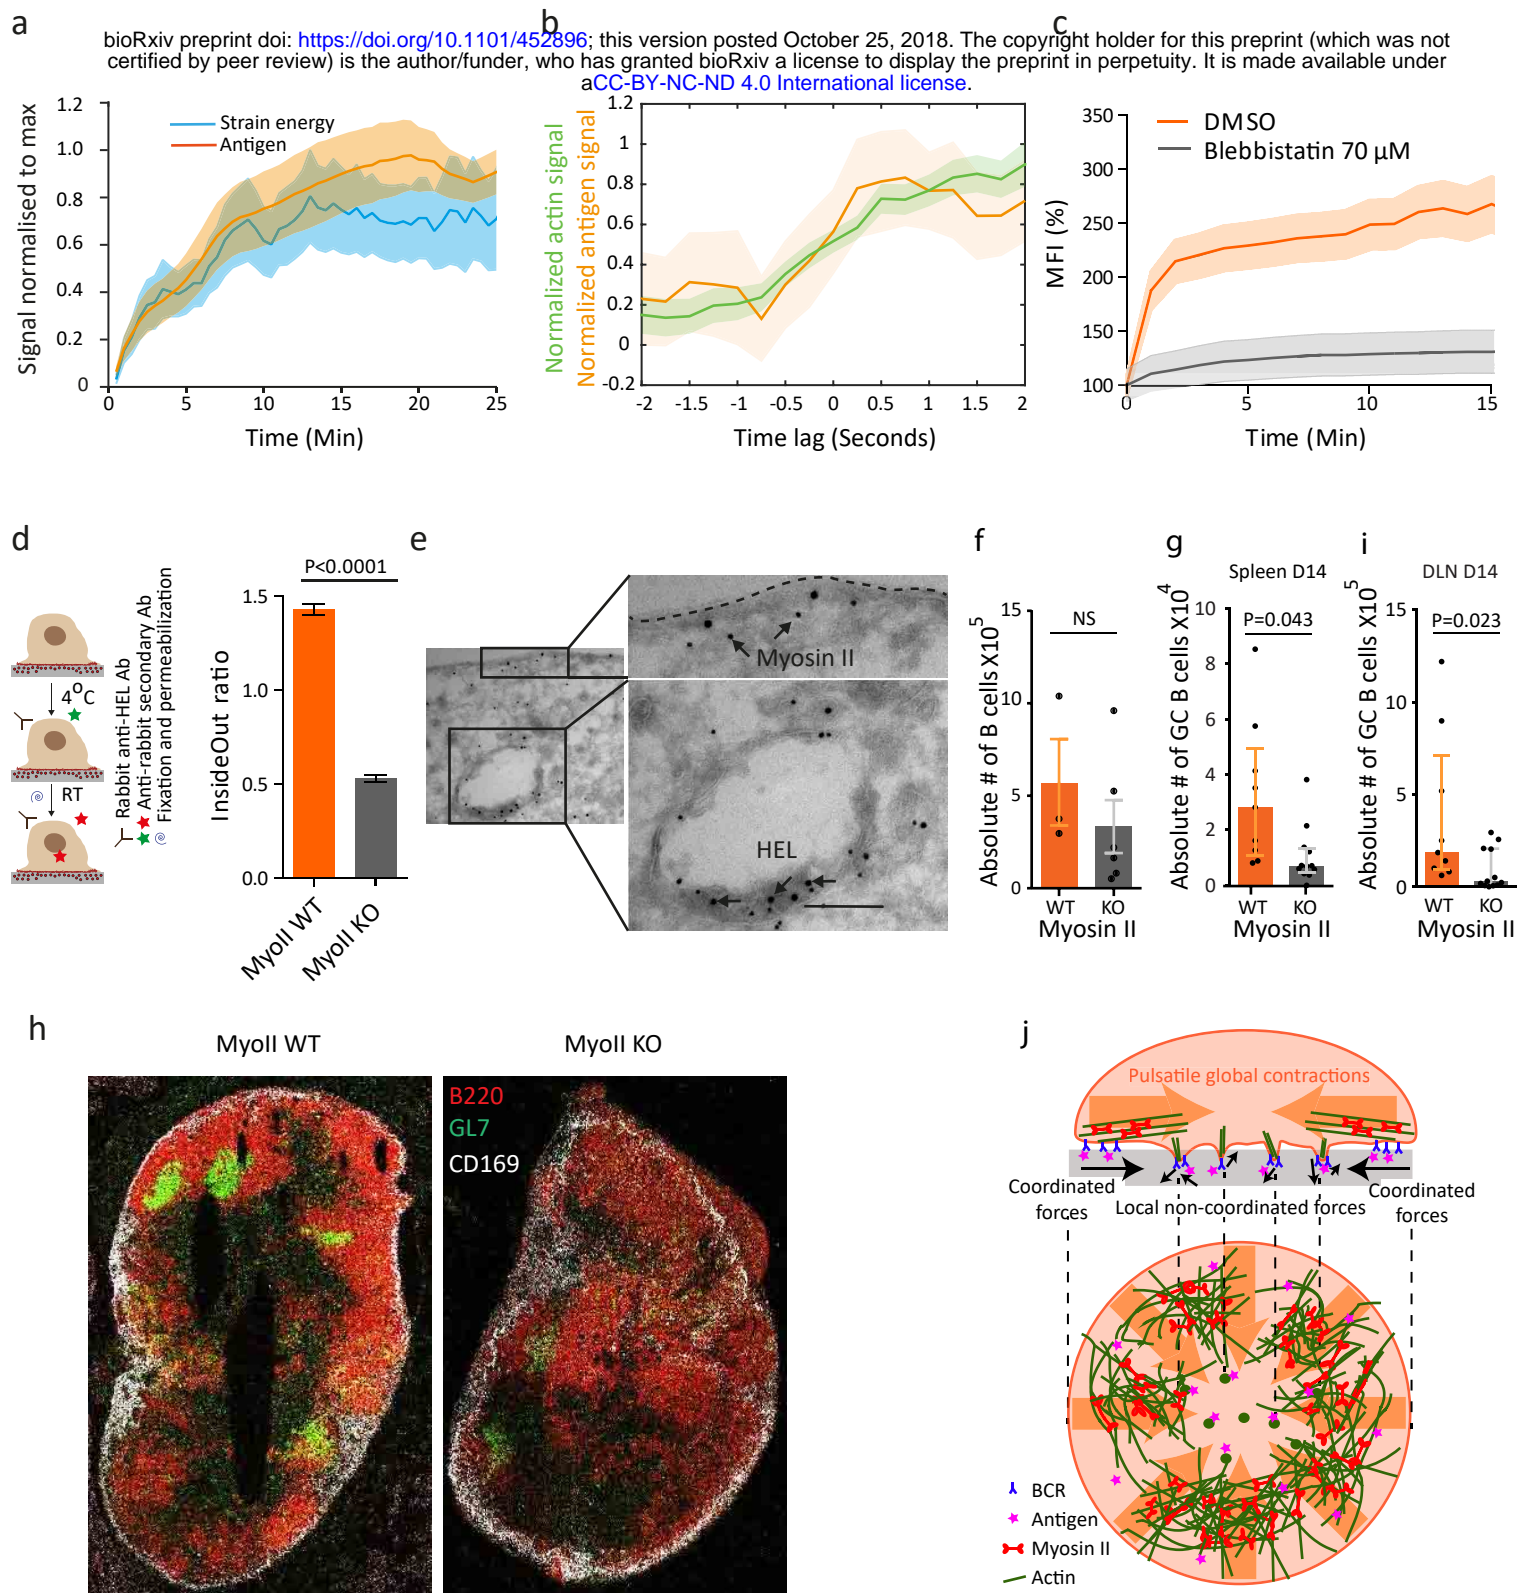 a
b
c
bioRxiv preprint doi: https://doi.org/10.1101/452896; this version posted October 25, 2018. The copyright holder for this preprint (which was not
certified by peer review) is the author/funder, who has granted bioRxiv a license to display the preprint in perpetuity. It is made available under
aCC-BY-NC-ND 4.0 International license.
Signal normalised to max
1.2
1.0
0.8
0.6
0.4
0.2
0
Strain energy
Antigen
0 5 10 15 20 25
Time (Min)
Normalized actin signal
Normalized antigen signal
1.2
1
0.8
0.6
0.4
0.2
0
-0.2
-2 -1.5 -1 -0.5 0 0.5 1 1.5 2
Time lag (Seconds)
MFI (%)
350
300
250
200
150
100
DMSO
Blebbistatin 70 µM
0 5 10 15
Time (Min)
d
4°C
RT
Rabbit anti-HEL Ab
Anti-rabbit secondary Ab
Fixation and permeabilization
InsideOut ratio
P<0.0001
1.5
1.0
0.5
0.0
MyoII WT
MyoII KO
e
Myosin II
HEL
f
Absolute # of B cells X10⁵
15
10
5
0
NS
WT KO
Myosin II
g
Spleen D14
Absolute # of GC B cells X10⁴
10
8
6
4
2
0
P=0.043
WT KO
Myosin II
i
DLN D14
Absolute # of GC B cells X10⁵
15
10
5
0
P=0.023
WT KO
Myosin II
h
MyoII WT
MyoII KO
B220
GL7
CD169
j
Pulsatile global contractions
Coordinated
forces
Local non-coordinated forces
Coordinated
forces
BCR
Antigen
Myosin II
Actin